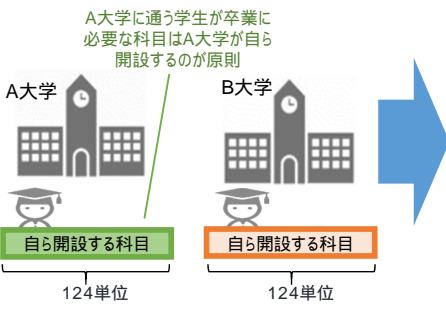 A大学に通う学生が卒業に
必要な科目はA大学が自ら
開設するのが原則
A大学
B大学
自ら開設する科目
自ら開設する科目
124単位
124単位